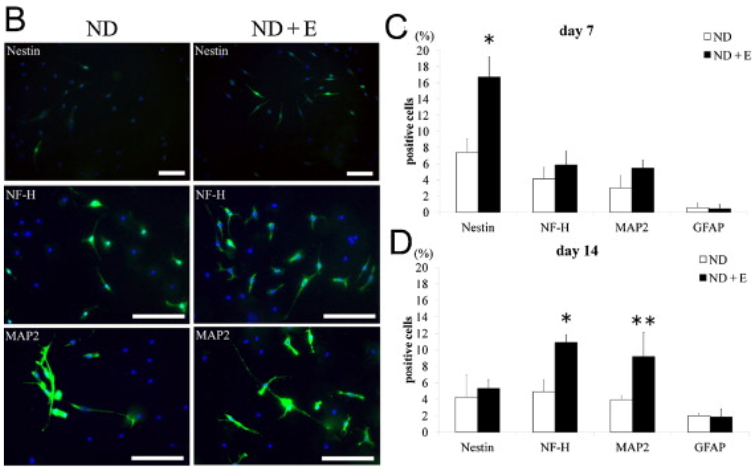 B
ND
ND + E
Nestin
Nestin
NF-H
NF-H
MAP2
MAP2
C
(%)
day 7
ND
ND + E
positive cells
20
18
16
14
12
10
8
6
4
2
0
*
Nestin
NF-H
MAP2
GFAP
D
(%)
day 14
ND
ND + E
positive cells
20
18
16
14
12
10
8
6
4
2
0
*
**
Nestin
NF-H
MAP2
GFAP